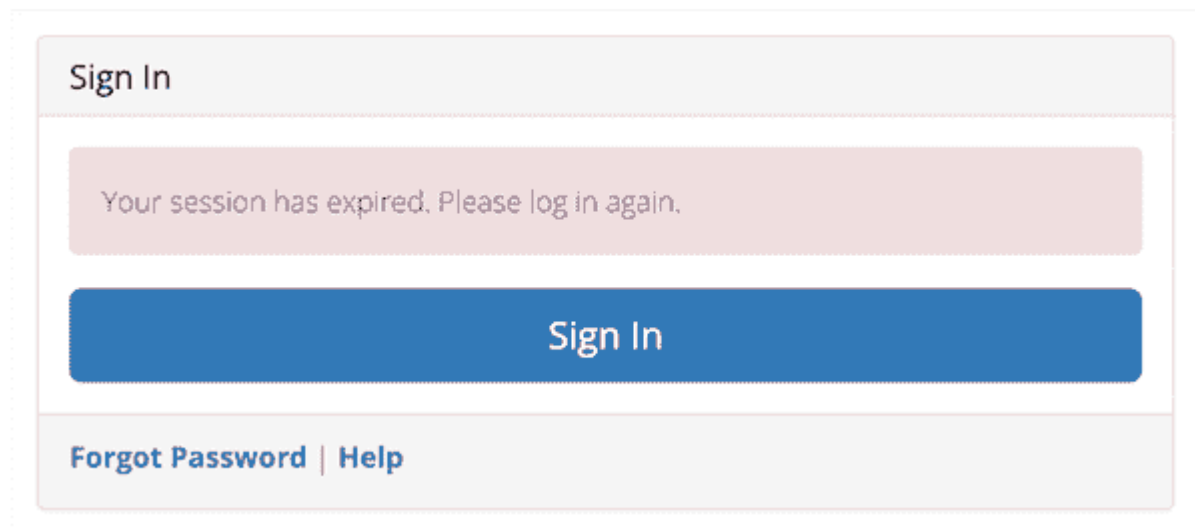 Sign In
Your session has expired. Please log in again.
Sign In
Forgot Password | Help